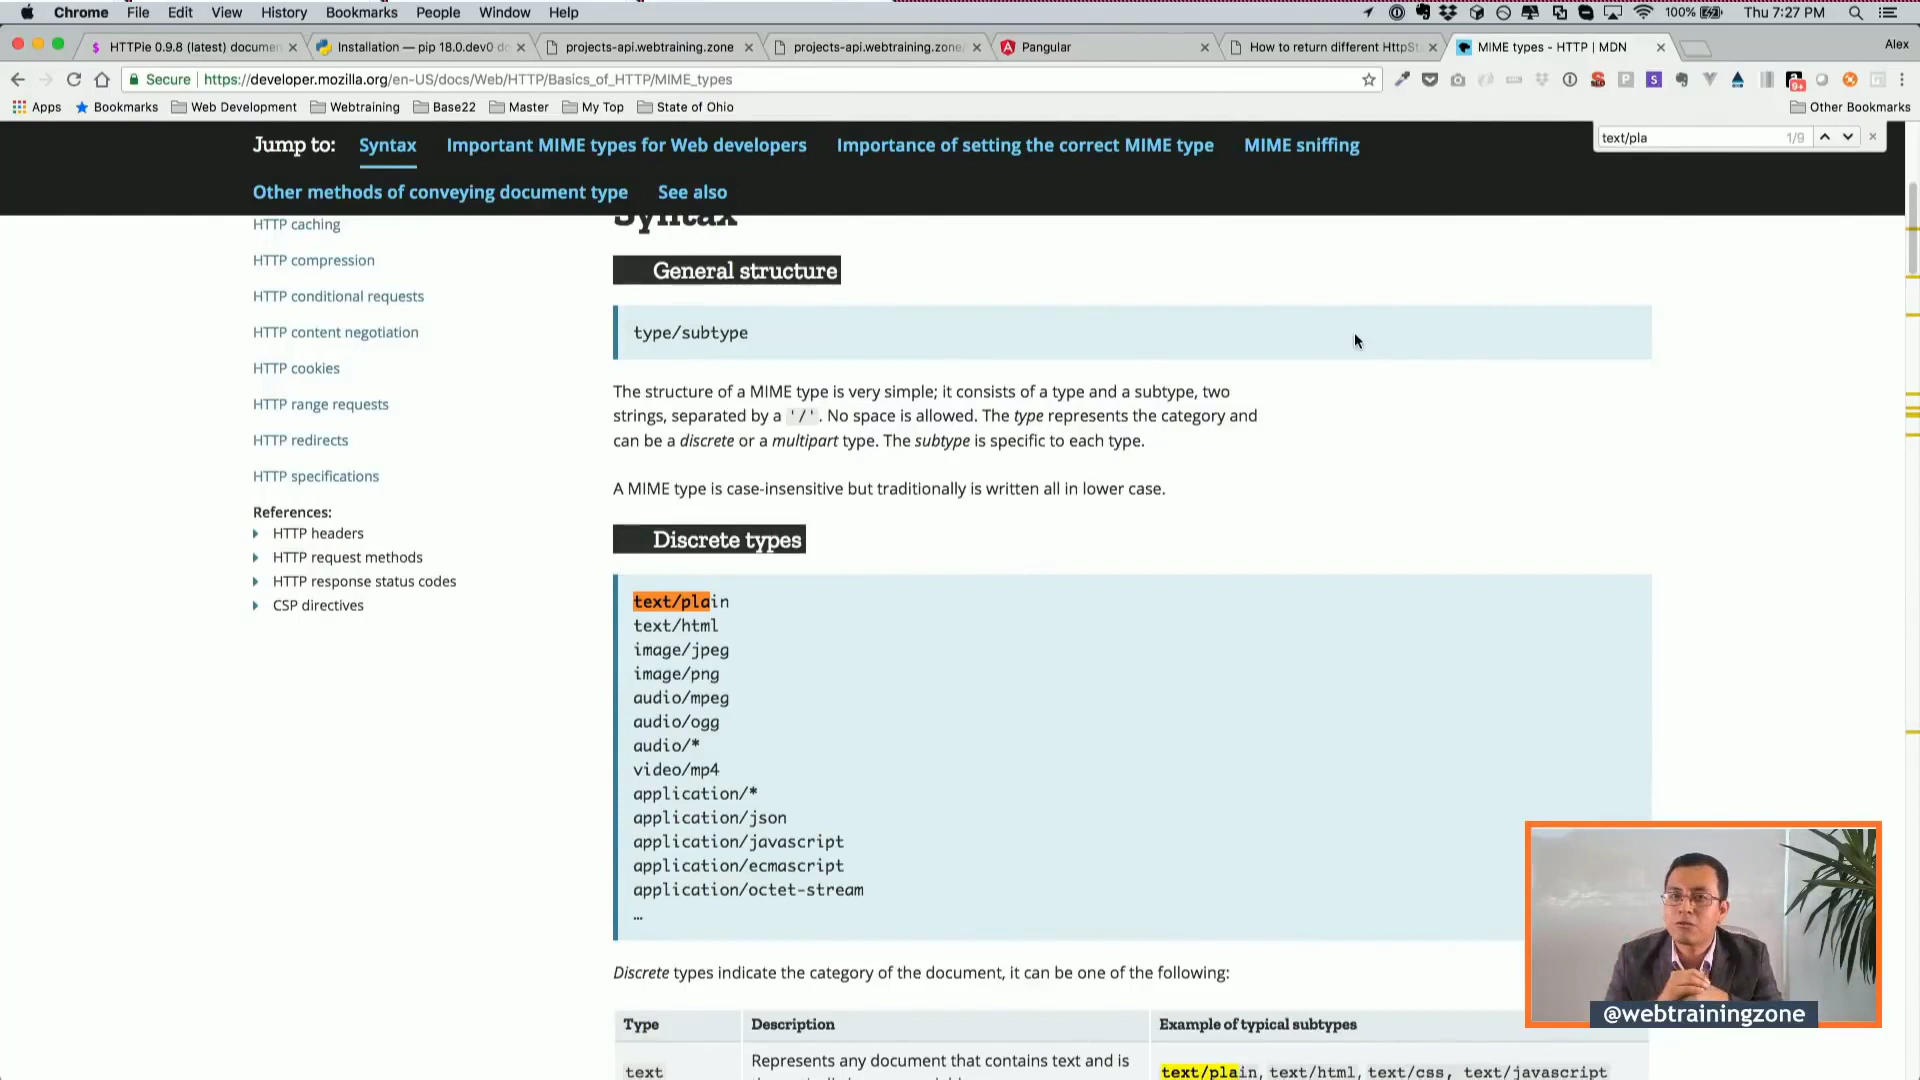 Chrome File Edit View History Bookmarks People Window Help 100% Thu 7:27 PM
HTTPie 0.9.8 (latest) documen Installation — pip 18.0.dev0 do projects-api.webtraining.zone projects-api.webtraining.zone/ Pangular How to return different HttpSt MIME types - HTTP | MDN Alex
Secure https://developer.mozilla.org/en-US/docs/Web/HTTP/Basics_of_HTTP/MIME_types
Apps Bookmarks Web Development Webtraining Base22 Master My Top State of Ohio Other Bookmarks
text/pla 1/9
Jump to: Syntax Important MIME types for Web developers Importance of setting the correct MIME type MIME sniffing
Other methods of conveying document type See also
HTTP caching
HTTP compression
HTTP conditional requests
HTTP content negotiation
HTTP cookies
HTTP range requests
HTTP redirects
HTTP specifications
References:
HTTP headers
HTTP request methods
HTTP response status codes
CSP directives
Syntax
General structure
type/subtype
The structure of a MIME type is very simple; it consists of a type and a subtype, two
strings, separated by a '/'. No space is allowed. The type represents the category and
can be a discrete or a multipart type. The subtype is specific to each type.
A MIME type is case-insensitive but traditionally is written all in lower case.
Discrete types
text/plain
text/html
image/jpeg
image/png
audio/mpeg
audio/ogg
audio/*
video/mp4
application/*
application/json
application/javascript
application/ecmascript
application/octet-stream
…
Discrete types indicate the category of the document, it can be one of the following:
Type Description Example of typical subtypes
text Represents any document that contains text and is text/plain, text/html, text/css, text/javascript
@webtrainingzone